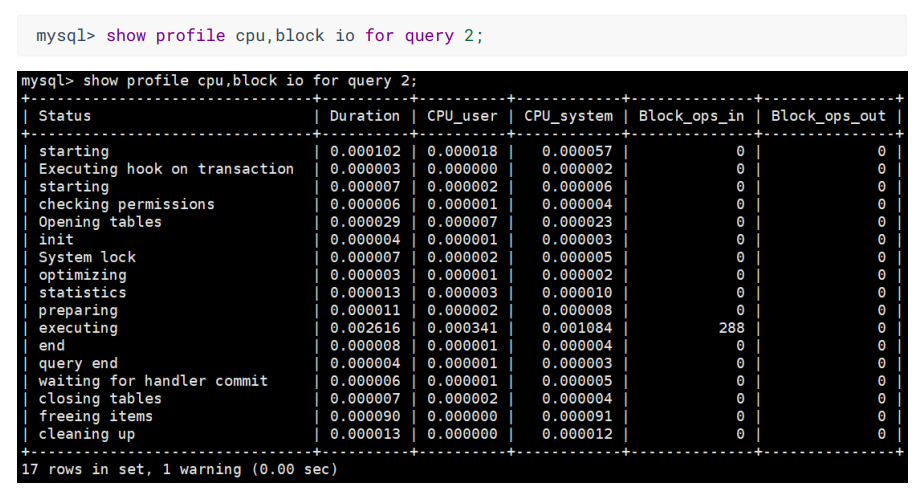 mysql> show profile cpu,block io for query 2;
mysql> show profile cpu,block io for query 2;
+--------------------------------+----------+----------+------------+--------------+---------------+
| Status                         | Duration | CPU_user | CPU_system | Block_ops_in | Block_ops_out |
+--------------------------------+----------+----------+------------+--------------+---------------+
| starting                       | 0.000102 | 0.000018 |   0.000057 |            0 |             0 |
| Executing hook on transaction  | 0.000003 | 0.000000 |   0.000002 |            0 |             0 |
| starting                       | 0.000007 | 0.000002 |   0.000006 |            0 |             0 |
| checking permissions           | 0.000006 | 0.000001 |   0.000004 |            0 |             0 |
| Opening tables                 | 0.000029 | 0.000007 |   0.000023 |            0 |             0 |
| init                           | 0.000004 | 0.000001 |   0.000003 |            0 |             0 |
| System lock                    | 0.000007 | 0.000002 |   0.000005 |            0 |             0 |
| optimizing                     | 0.000003 | 0.000001 |   0.000002 |            0 |             0 |
| statistics                     | 0.000013 | 0.000003 |   0.000010 |            0 |             0 |
| preparing                      | 0.000011 | 0.000002 |   0.000008 |            0 |             0 |
| executing                      | 0.002616 | 0.000341 |   0.001084 |          288 |             0 |
| end                            | 0.000008 | 0.000001 |   0.000004 |            0 |             0 |
| query end                      | 0.000004 | 0.000001 |   0.000003 |            0 |             0 |
| waiting for handler commit     | 0.000006 | 0.000001 |   0.000005 |            0 |             0 |
| closing tables                 | 0.000007 | 0.000002 |   0.000004 |            0 |             0 |
| freeing items                  | 0.000090 | 0.000000 |   0.000091 |            0 |             0 |
| cleaning up                    | 0.000013 | 0.000000 |   0.000012 |            0 |             0 |
+--------------------------------+----------+----------+------------+--------------+---------------+
17 rows in set, 1 warning (0.00 sec)